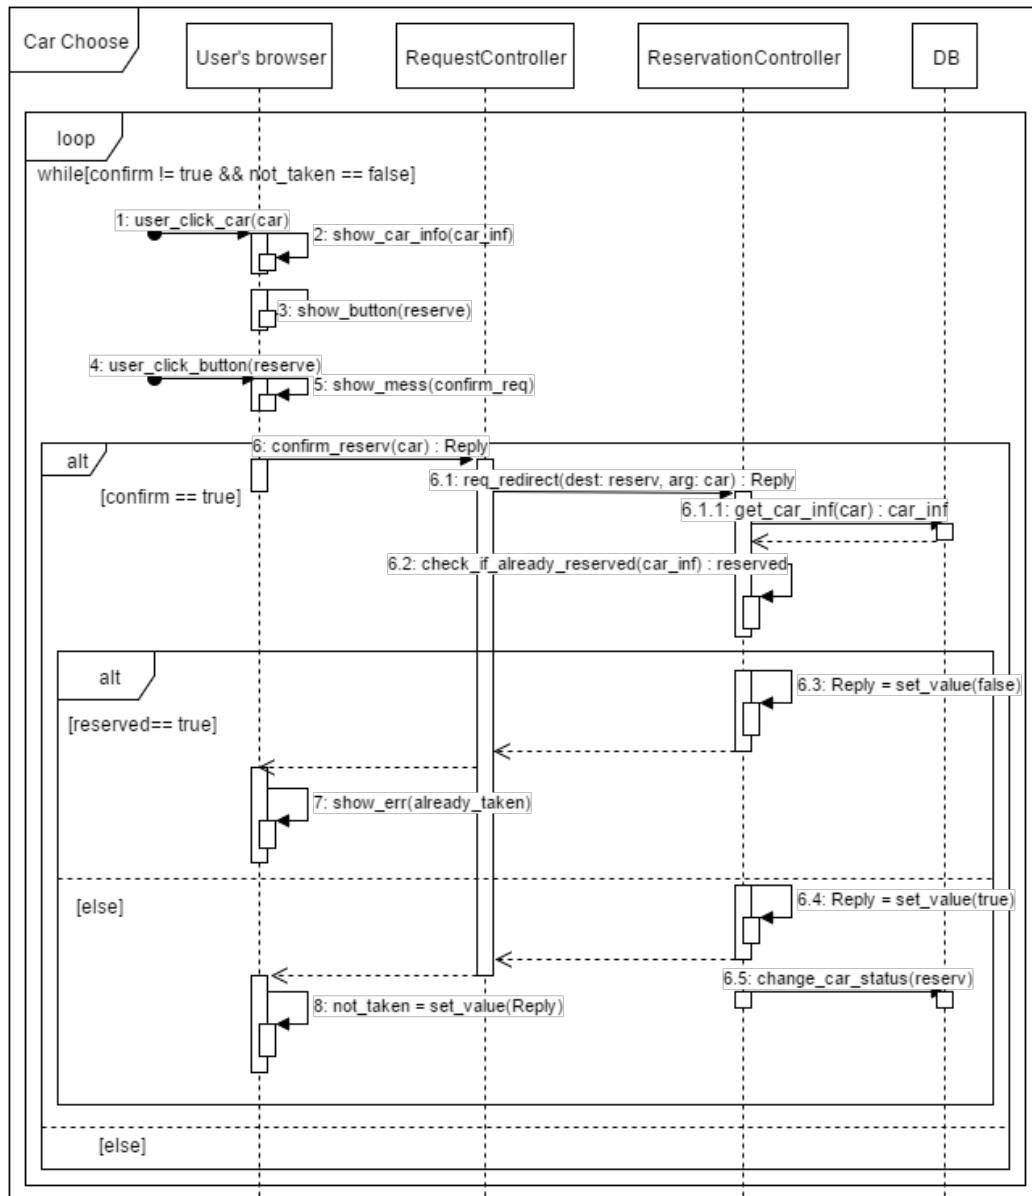 Car Choose
User's browser
RequestController
ReservationController
DB
loop
while[confirm != true && not_taken == false]
1: user_click_car(car)
2: show_car_info(car_inf)
3: show_button(reserve)
4: user_click_button(reserve)
5: show_mess(confirm_req)
alt
6: confirm_reserv(car) : Reply
[confirm == true]
6.1: req_redirect(dest: reserv, arg: car) : Reply
6.1.1: get_car_inf(car) : car_inf
6.2: check_if_already_reserved(car_inf) : reserved
alt
6.3: Reply = set_value(false)
[reserved== true]
7: show_err(already_taken)
[else]
6.4: Reply = set_value(true)
6.5: change_car_status(reserv)
8: not_taken = set_value(Reply)
[else]